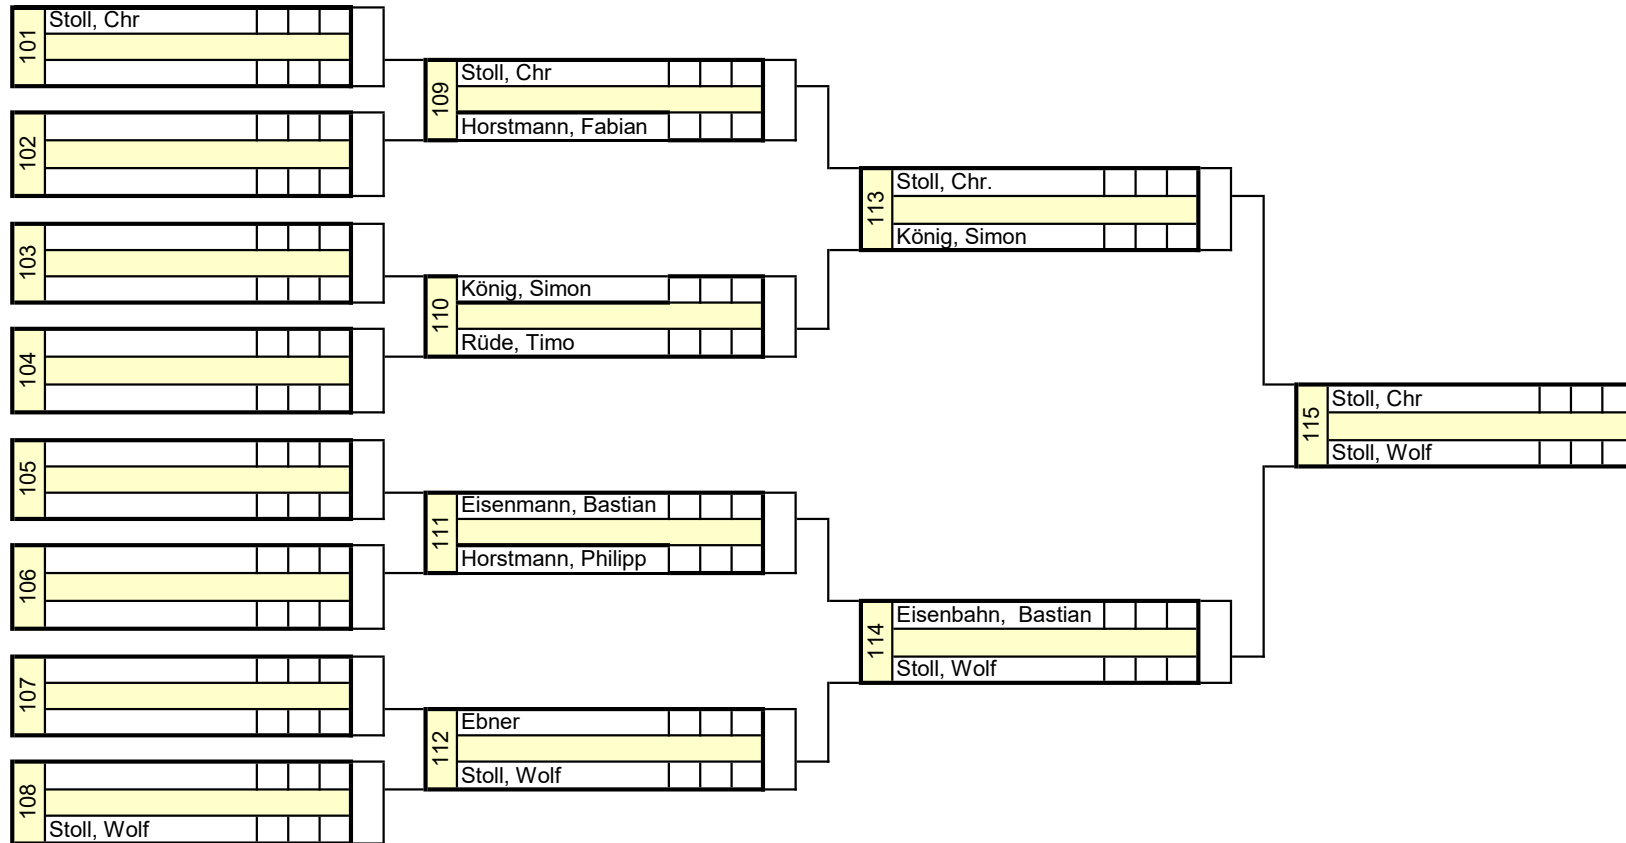 101
Stoll, Chr
102
103
104
105
106
107
108
Stoll, Wolf
109
Stoll, Chr
Horstmann, Fabian
110
König, Simon
Rüde, Timo
111
Eisenmann, Bastian
Horstmann, Philipp
112
Ebner
Stoll, Wolf
113
Stoll, Chr.
König, Simon
114
Eisenbahn,  Bastian
Stoll, Wolf
115
Stoll, Chr
Stoll, Wolf